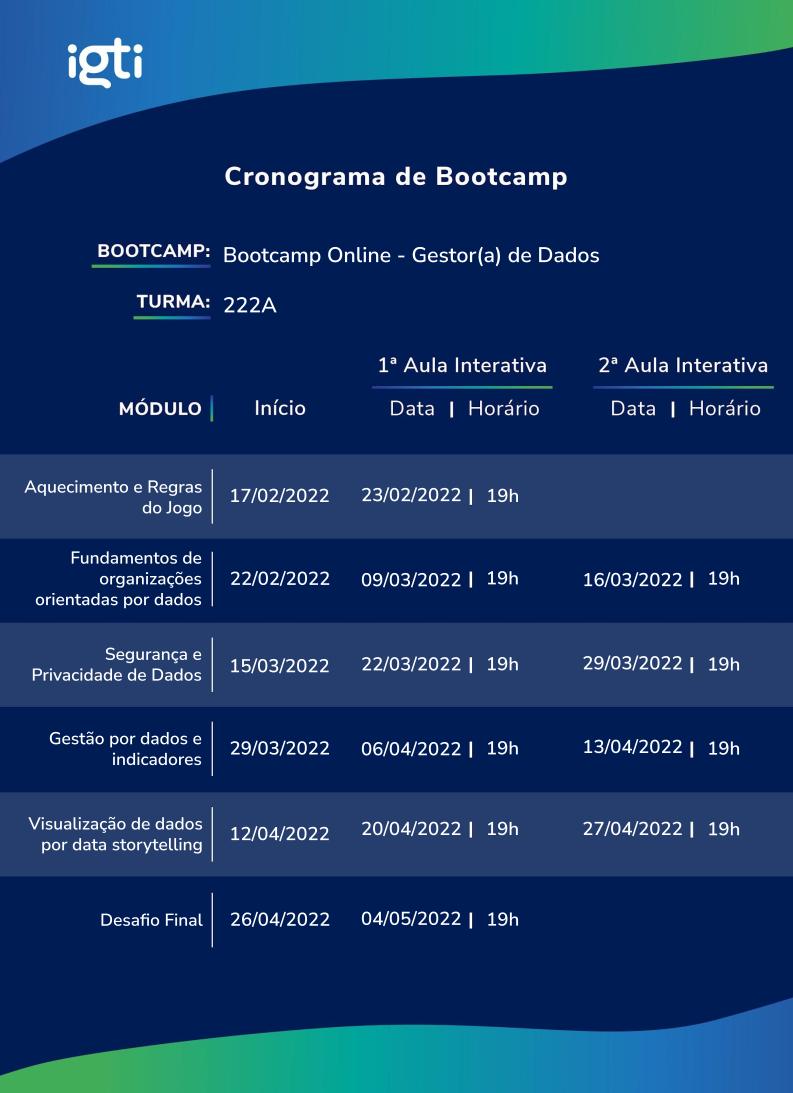 igti
Cronograma de Bootcamp
BOOTCAMP: Bootcamp Online - Gestor(a) de Dados
TURMA: 222A
1ª Aula Interativa 2ª Aula Interativa
MÓDULO Início Data | Horário Data | Horário
Aquecimento e Regras
do Jogo
17/02/2022 23/02/2022 | 19h
Fundamentos de
organizações
orientadas por dados
22/02/2022 09/03/2022 | 19h 16/03/2022 | 19h
Segurança e
Privacidade de Dados
15/03/2022 22/03/2022 | 19h 29/03/2022 | 19h
Gestão por dados e
indicadores
29/03/2022 06/04/2022 | 19h 13/04/2022 | 19h
Visualização de dados
por data storytelling
12/04/2022 20/04/2022 | 19h 27/04/2022 | 19h
Desafio Final 26/04/2022 04/05/2022 | 19h